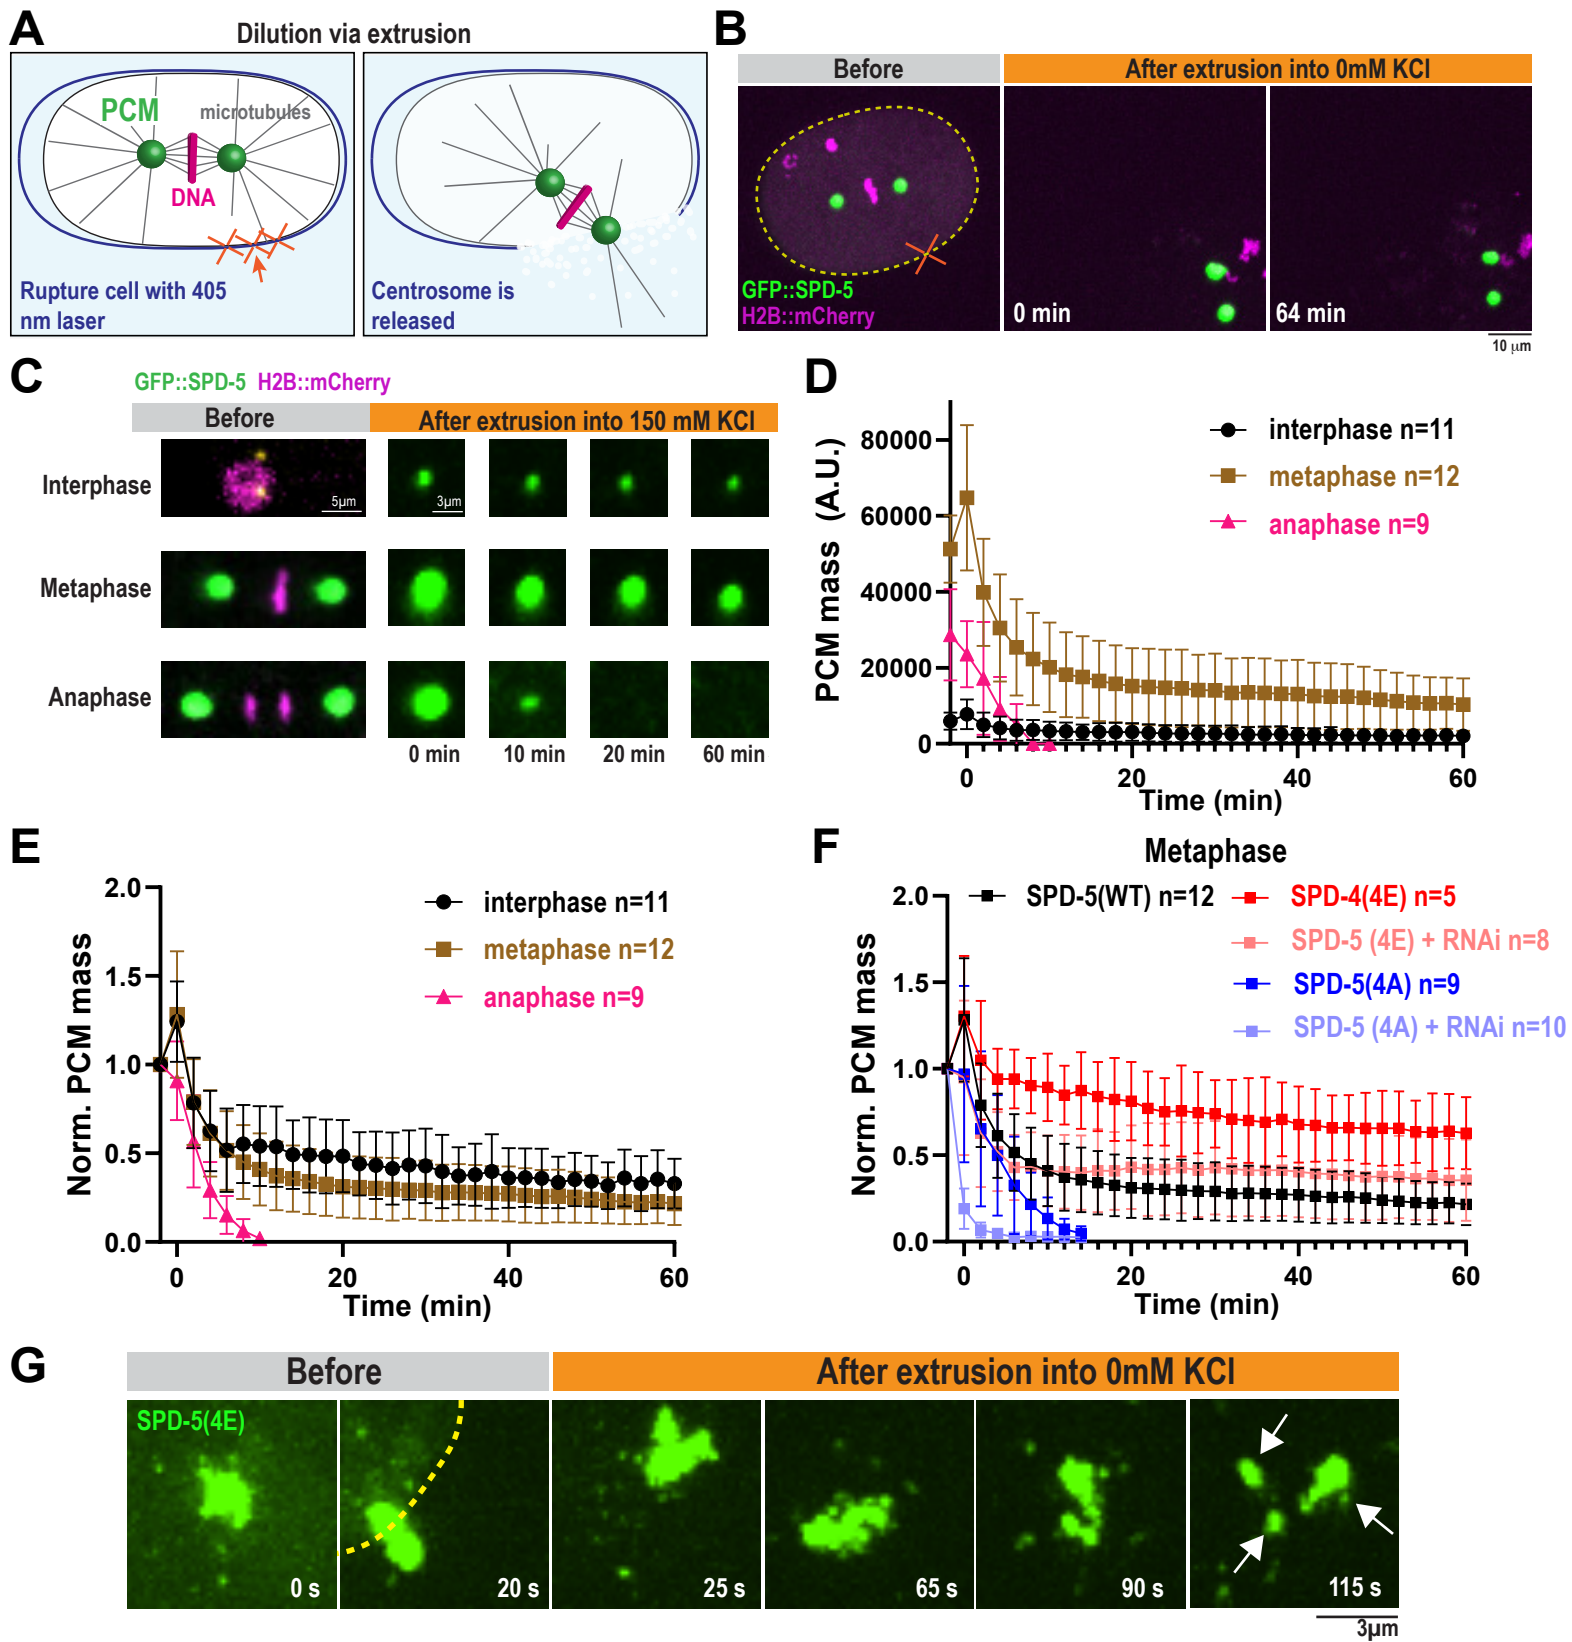 A
Dilution via extrusion
PCM
microtubules
DNA
Rupture cell with 405
nm laser
Centrosome is
released
B
Before
After extrusion into 0mM KCl
GFP::SPD-5
H2B::mCherry
0 min
64 min
10 µm
C
GFP::SPD-5 H2B::mCherry
Before
After extrusion into 150 mM KCl
Interphase
5µm
3µm
Metaphase
Anaphase
0 min
10 min
20 min
60 min
D
PCM mass (A.U.)
80000
60000
40000
20000
0
0
20
40
60
Time (min)
interphase n=11
metaphase n=12
anaphase n=9
E
Norm. PCM mass
2.0
1.5
1.0
0.5
0.0
0
20
40
60
Time (min)
interphase n=11
metaphase n=12
anaphase n=9
F
Metaphase
Norm. PCM mass
2.0
1.5
1.0
0.5
0.0
0
20
40
60
Time (min)
SPD-5(WT) n=12
SPD-4(4E) n=5
SPD-5 (4E) + RNAi n=8
SPD-5(4A) n=9
SPD-5 (4A) + RNAi n=10
G
Before
After extrusion into 0mM KCl
SPD-5(4E)
0 s
20 s
25 s
65 s
90 s
115 s
3µm